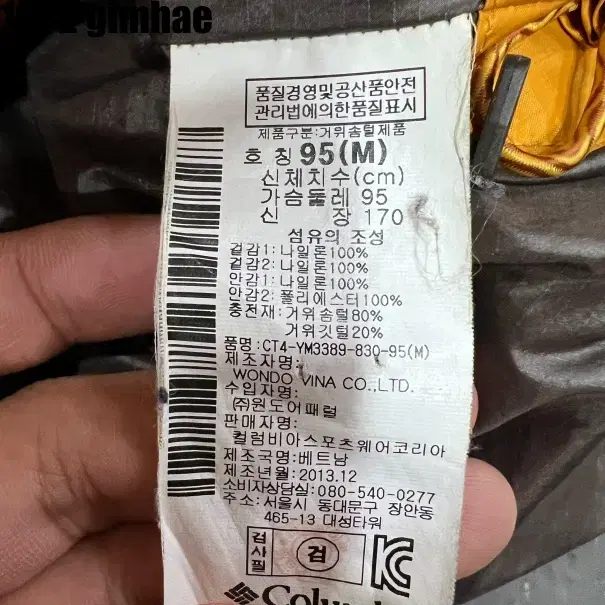 gimhae
품질경영및공산품안전
관리법에의한품질표시
제품구분:거위솜털제품
호 칭 95(M)
신체치수(cm)
가슴둘레 95
신 장 170
섬유의 조성
겉감1: 나일론100%
겉감2: 나일론100%
안감1: 나일론100%
안감2: 폴리에스터100%
충전재: 거위솜털80%
거위깃털20%
품명: CT4-YM3389-830-95(M)
제조자명:
WONDO VINA CO.,LTD.
수입자명:
(주)원도어패럴
판매자명:
컬럼비아스포츠웨어코리아
제조국명:베트남
제조년월:2013.12
소비자상담실:080-540-0277
주소:서울시 동대문구 장안동
465-13 대성타워
검사필
검
Columbi